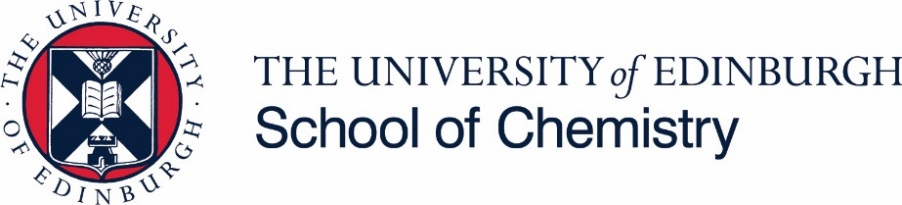 THE UNIVERSITY OF EDINBURGH
THE UNIVERSITY of EDINBURGH
School of Chemistry